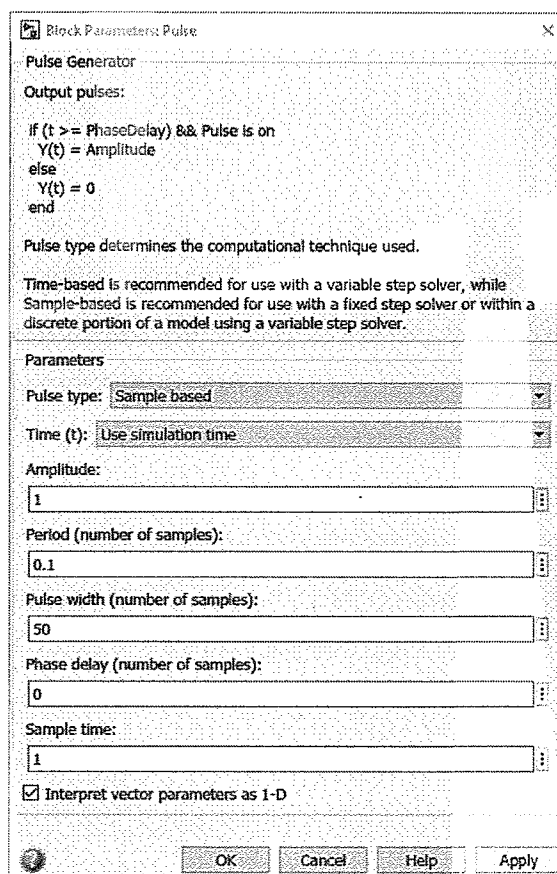 Block Parameters: Pulse
Pulse Generator
Output pulses:
if (t >= PhaseDelay) && Pulse is on
Y(t) = Amplitude
else
Y(t) = 0
end
Pulse type determines the computational technique used.
Time-based is recommended for use with a variable step solver, while
Sample-based is recommended for use with a fixed step solver or within a
discrete portion of a model using a variable step solver.
Parameters
Pulse type: Sample based
Time (t): Use simulation time
Amplitude:
1
Period (number of samples):
0.1
Pulse width (number of samples):
50
Phase delay (number of samples):
0
Sample time:
1
Interpret vector parameters as 1-D
OK Cancel Help Apply